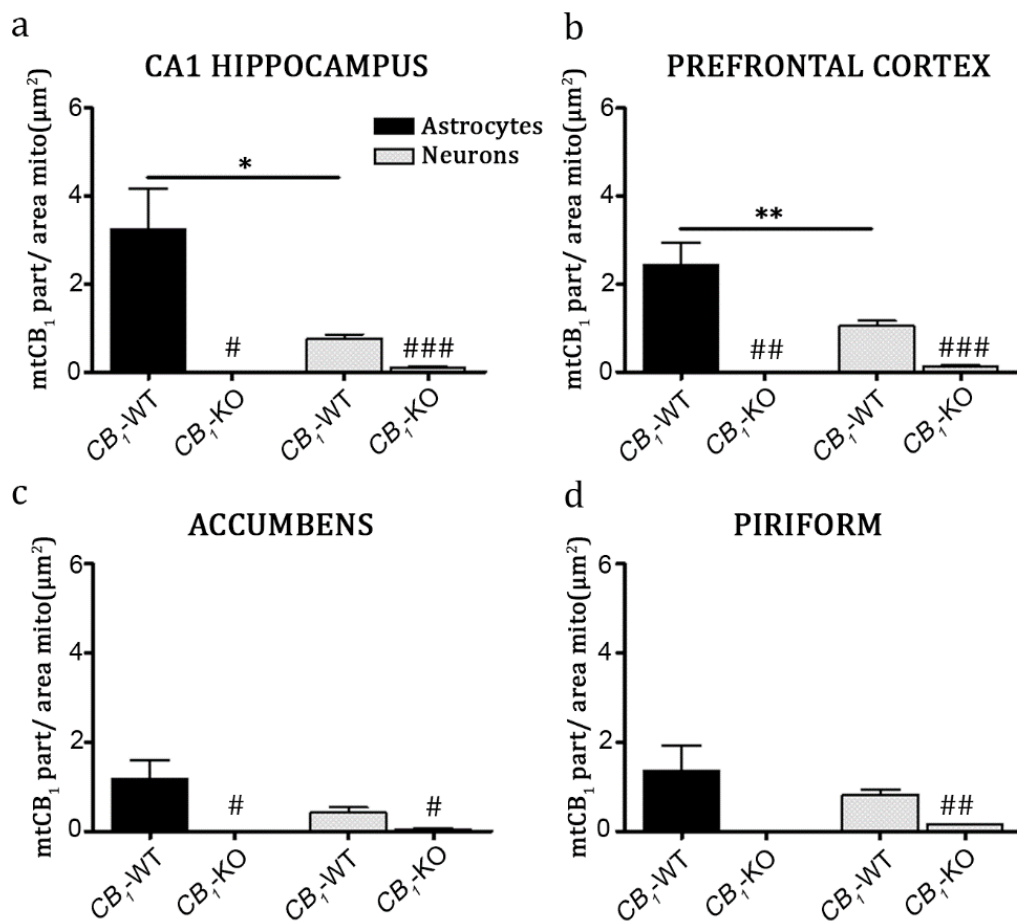 a
CA1 HIPPOCAMPUS
mtCB₁ part/ area mito(µm²)
6
4
2
0
Astrocytes
Neurons
*
#
###
CB₁-WT
CB₁-KO
CB₁-WT
CB₁-KO
b
PREFRONTAL CORTEX
mtCB₁ part/ area mito(µm²)
6
4
2
0
**
##
###
CB₁-WT
CB₁-KO
CB₁-WT
CB₁-KO
c
ACCUMBENS
mtCB₁ part/ area mito(µm²)
6
4
2
0
#
#
CB₁-WT
CB₁-KO
CB₁-WT
CB₁-KO
d
PIRIFORM
mtCB₁ part/ area mito(µm²)
6
4
2
0
##
CB₁-WT
CB₁-KO
CB₁-WT
CB₁-KO